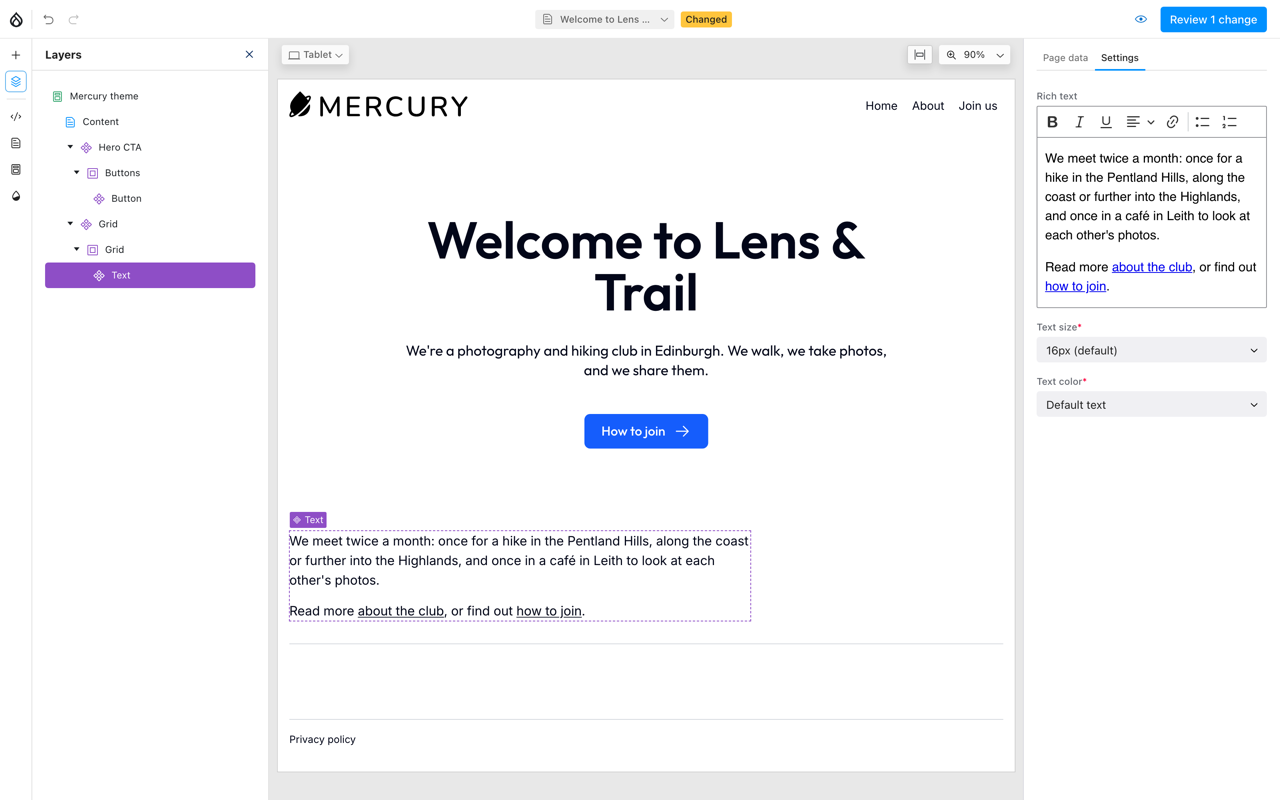 Welcome to Lens ...
Changed
Review 1 change
Layers
Mercury theme
Content
Hero CTA
Buttons
Button
Grid
Grid
Text
Tablet
90%
MERCURY
Home
About
Join us
Welcome to Lens &
Trail
We're a photography and hiking club in Edinburgh. We walk, we take photos,
and we share them.
How to join
Text
We meet twice a month: once for a hike in the Pentland Hills, along the coast
or further into the Highlands, and once in a café in Leith to look at each
other's photos.
Read more about the club, or find out how to join.
Privacy policy
Page data
Settings
Rich text
B I U
We meet twice a month: once for a
hike in the Pentland Hills, along the
coast or further into the Highlands,
and once in a café in Leith to look at
each other's photos.
Read more about the club, or find out
how to join.
Text size*
16px (default)
Text color*
Default text